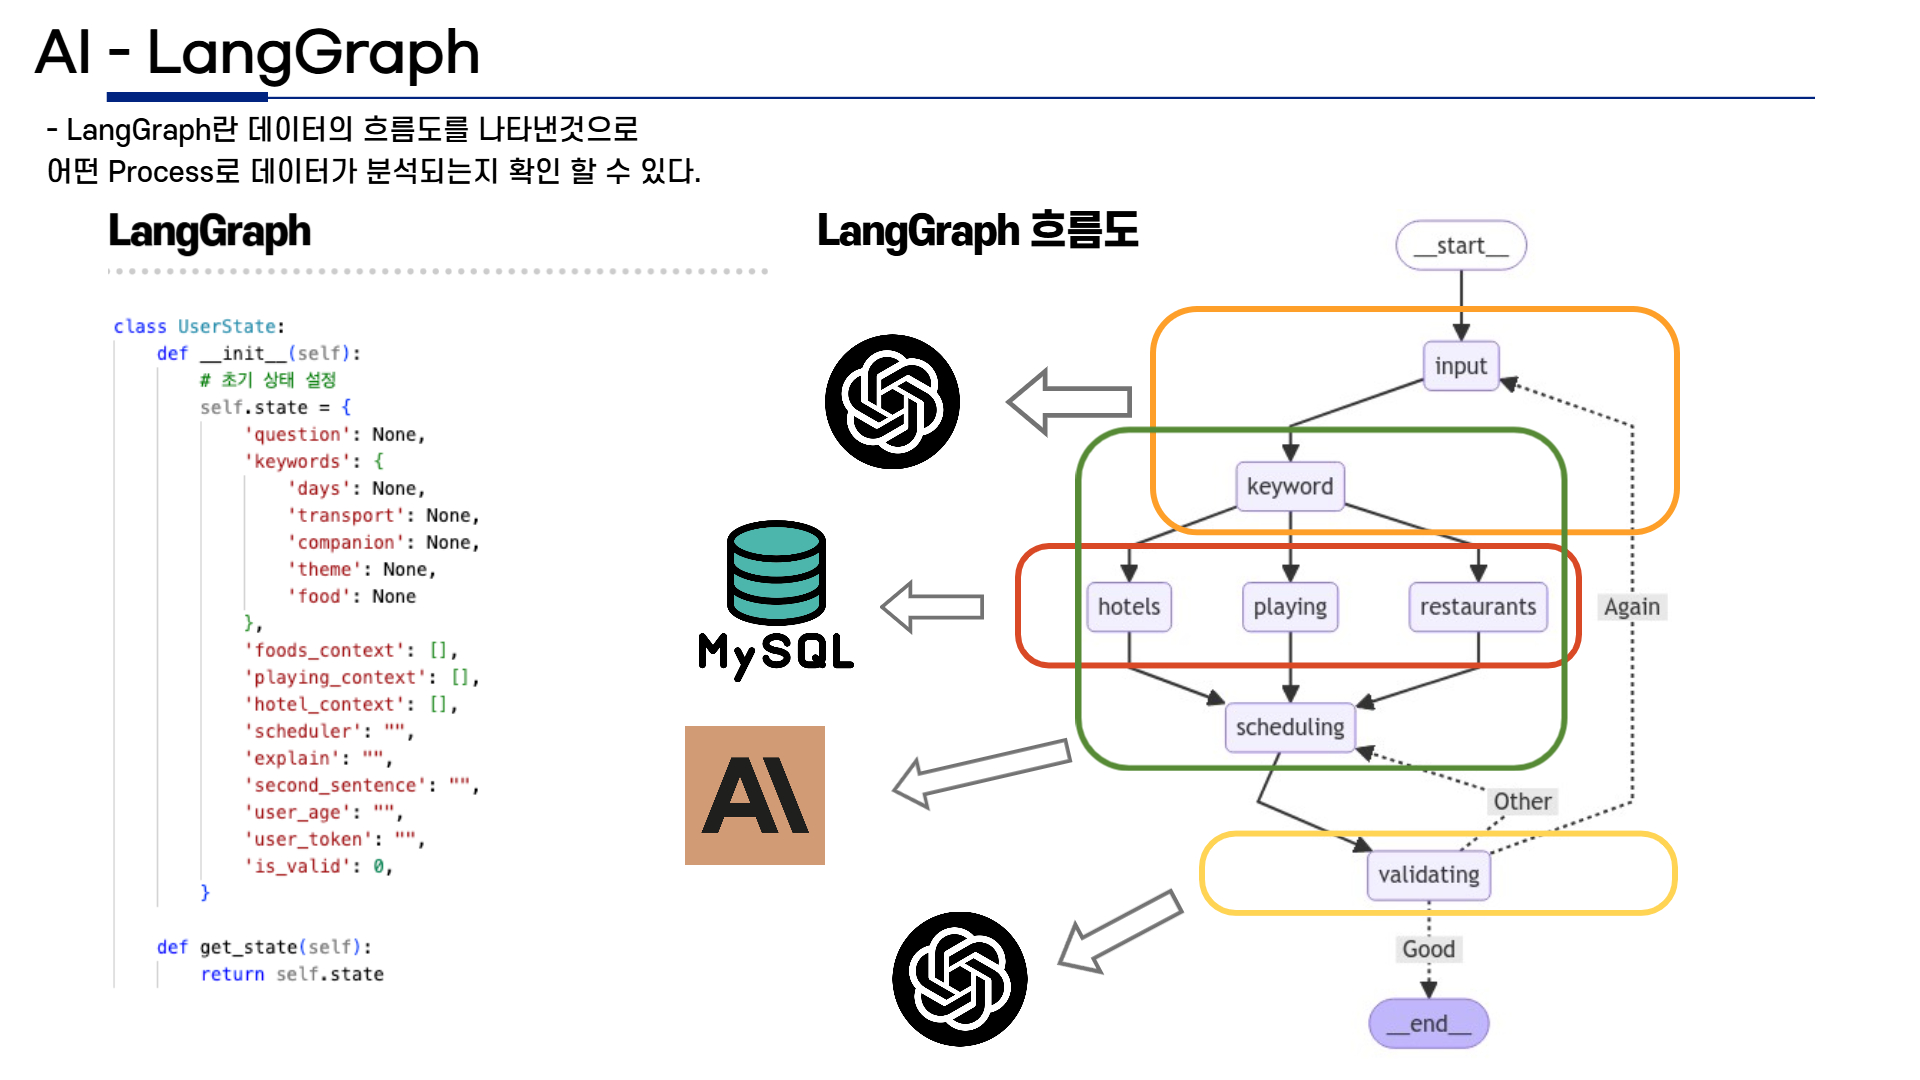 AI - LangGraph
- LangGraph란 데이터의 흐름도를 나타낸것으로
어떤 Process로 데이터가 분석되는지 확인 할 수 있다.
LangGraph
class UserState:
def __init__(self):
# 초기 상태 설정
self.state = {
'question': None,
'keywords': {
'days': None,
'transport': None,
'companion': None,
'theme': None,
'food': None
},
'foods_context': [],
'playing_context': [],
'hotel_context': [],
'scheduler': "",
'explain': "",
'second_sentence': "",
'user_age': "",
'user_token': "",
'is_valid': 0,
}
def get_state(self):
return self.state
LangGraph 흐름도
MySQL
A\
__start__
input
keyword
hotels
playing
restaurants
Again
scheduling
Other
validating
Good
__end__